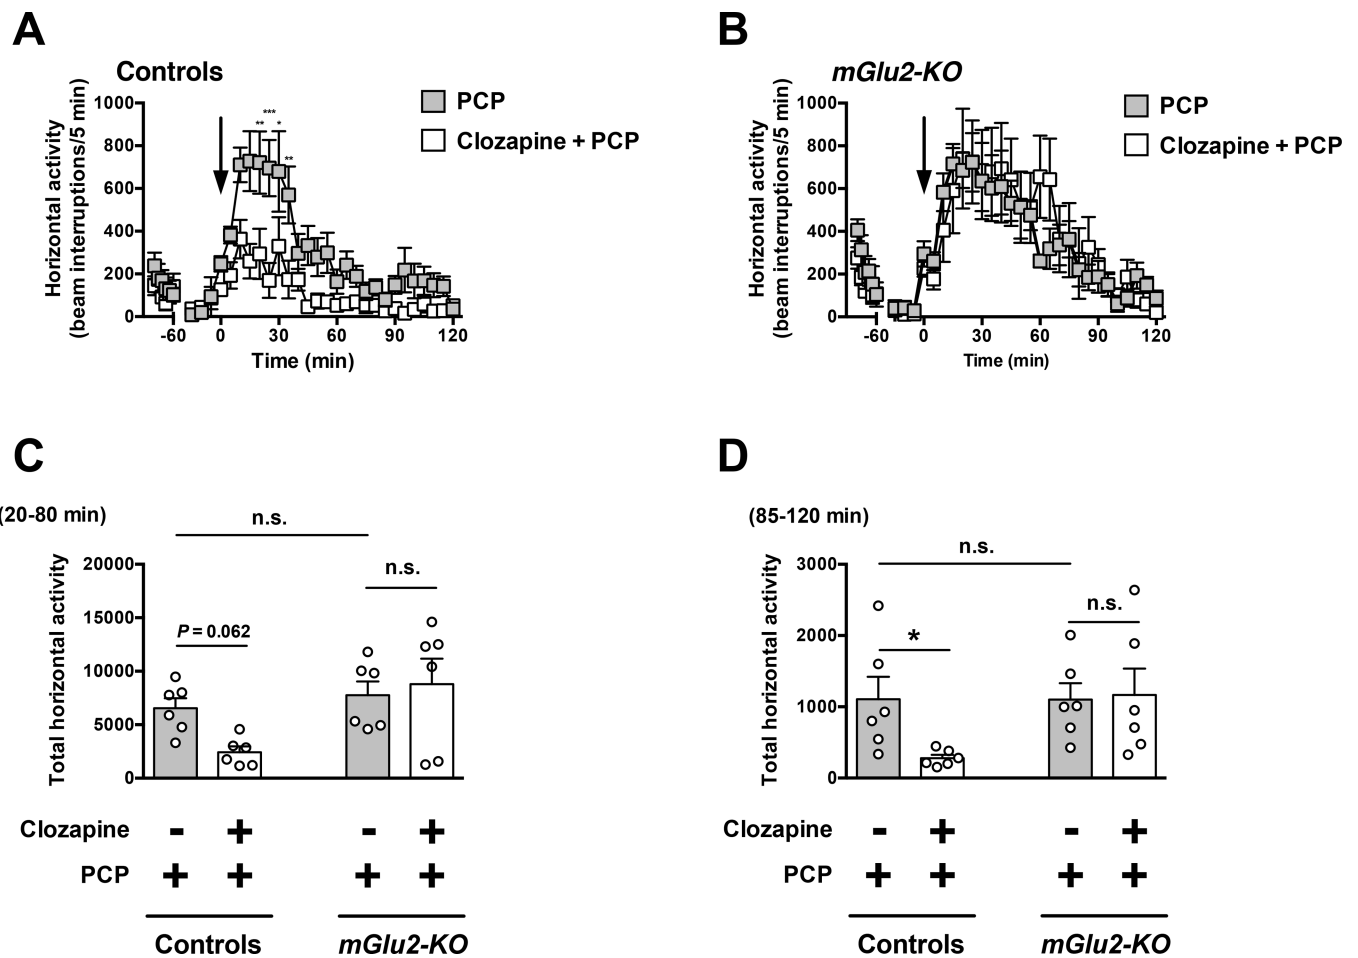 A
Controls
Horizontal activity
(beam interruptions/5 min)
1000
800
600
400
200
0
***
** *
**
PCP
Clozapine + PCP
-60 0 30 60 90 120
Time (min)
B
mGlu2-KO
Horizontal activity
(beam interruptions/5 min)
1000
800
600
400
200
0
PCP
Clozapine + PCP
-60 0 30 60 90 120
Time (min)
C
(20-80 min)
Total horizontal activity
20000
15000
10000
5000
0
n.s.
n.s.
P = 0.062
Clozapine - + - +
PCP + + + +
Controls mGlu2-KO
D
(85-120 min)
Total horizontal activity
3000
2000
1000
0
n.s.
n.s.
*
Clozapine - + - +
PCP + + + +
Controls mGlu2-KO